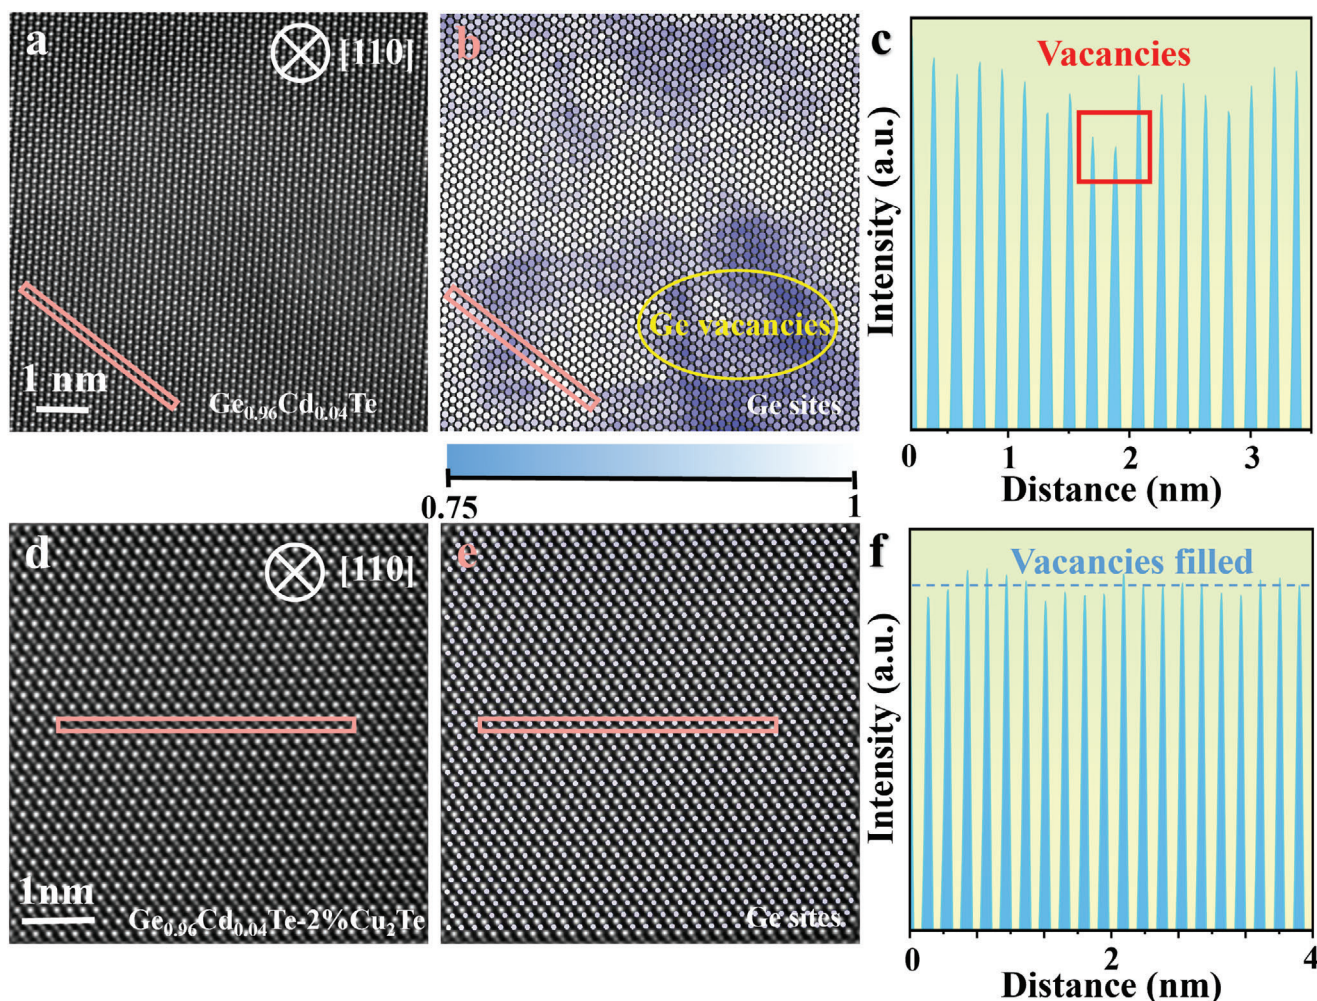 a
[110]
1 nm
Ge0.96Cd0.04Te
b
Ge vacancies
Ge sites
0.75
1
c
Vacancies
Intensity (a.u.)
0
1
2
3
Distance (nm)
d
[110]
1nm
Ge0.96Cd0.04Te-2%Cu2Te
e
Ge sites
f
Vacancies filled
Intensity (a.u.)
0
2
4
Distance (nm)